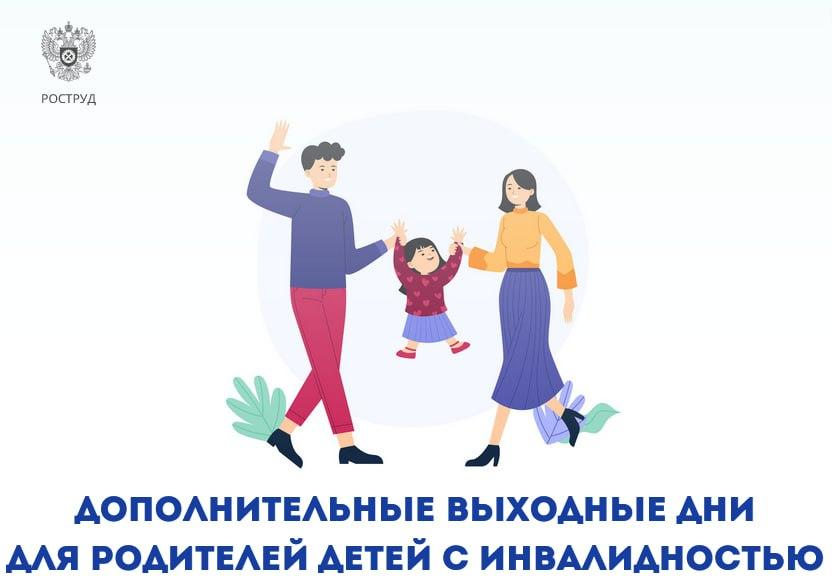 РОСТРУД
ДОПОЛНИТЕЛЬНЫЕ ВЫХОДНЫЕ ДНИ
ДЛЯ РОДИТЕЛЕЙ ДЕТЕЙ С ИНВАЛИДНОСТЬЮ